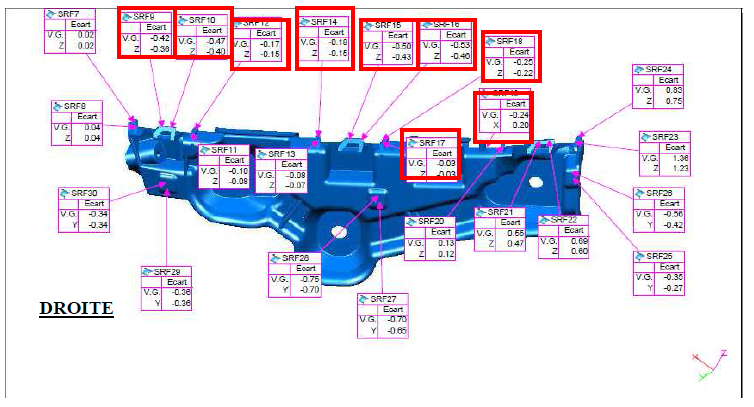 SRF7
Ecart
V.G. 0.02
Z 0.02
SRF9
Ecart
V.G. -0.42
Z -0.36
SRF10
Ecart
V.G. -0.47
Z -0.40
SRF12
Ecart
V.G. -0.17
Z -0.15
SRF14
Ecart
V.G. -0.18
Z -0.15
SRF15
Ecart
V.G. -0.50
Z -0.43
SRF16
Ecart
V.G. -0.53
Z -0.46
SRF18
Ecart
V.G. -0.25
Z -0.22
SRF24
Ecart
V.G. 0.83
Z 0.75
SRF8
Ecart
V.G. 0.04
Z 0.04
Ecart
V.G. -0.24
X 0.20
SRF11
Ecart
V.G. -0.10
Z -0.09
SRF13
Ecart
V.G. -0.08
Z -0.07
SRF17
Ecart
V.G. -0.03
Z -0.03
SRF23
Ecart
V.G. 1.36
Z 1.23
SRF30
Ecart
V.G. -0.34
Y -0.34
SRF20
Ecart
V.G. 0.13
Z 0.12
SRF21
Ecart
V.G. 0.55
Z 0.47
SRF22
Ecart
V.G. 0.69
Z 0.60
SRF26
Ecart
V.G. -0.56
Y -0.42
SRF29
Ecart
V.G. -0.36
Y -0.36
SRF28
Ecart
V.G. -0.75
Y -0.70
SRF25
Ecart
V.G. -0.35
Y -0.27
SRF27
Ecart
V.G. -0.70
Y -0.65
DROITE
X
Z